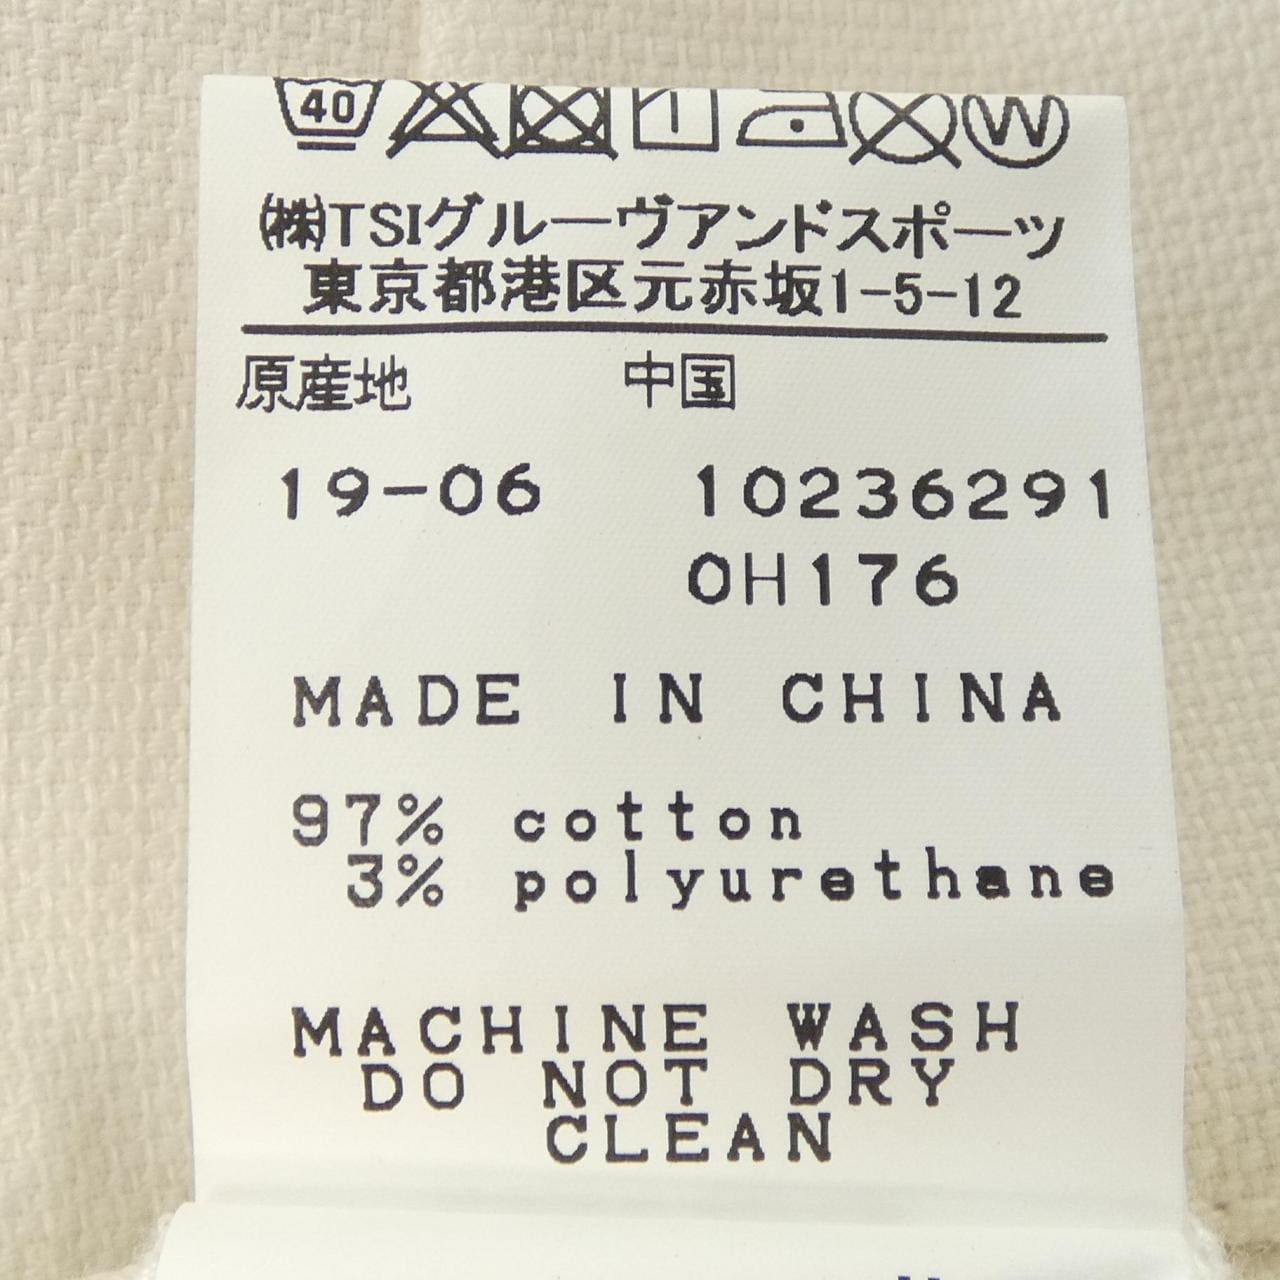 40
W
㈱TSIグルーヴアンドスポーツ
東京都港区元赤坂1-5-12
原産地 中国
19-06 10236291
0H176
MADE IN CHINA
97% cotton
3% polyurethane
MACHINE WASH
DO NOT DRY
CLEAN